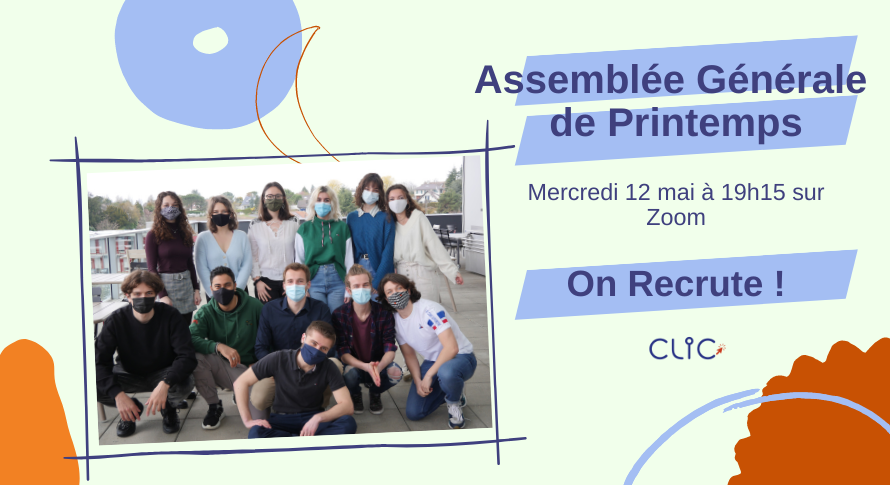 Assemblée Générale
de Printemps
Mercredi 12 mai à 19h15 sur
Zoom
On Recrute !
CLIC